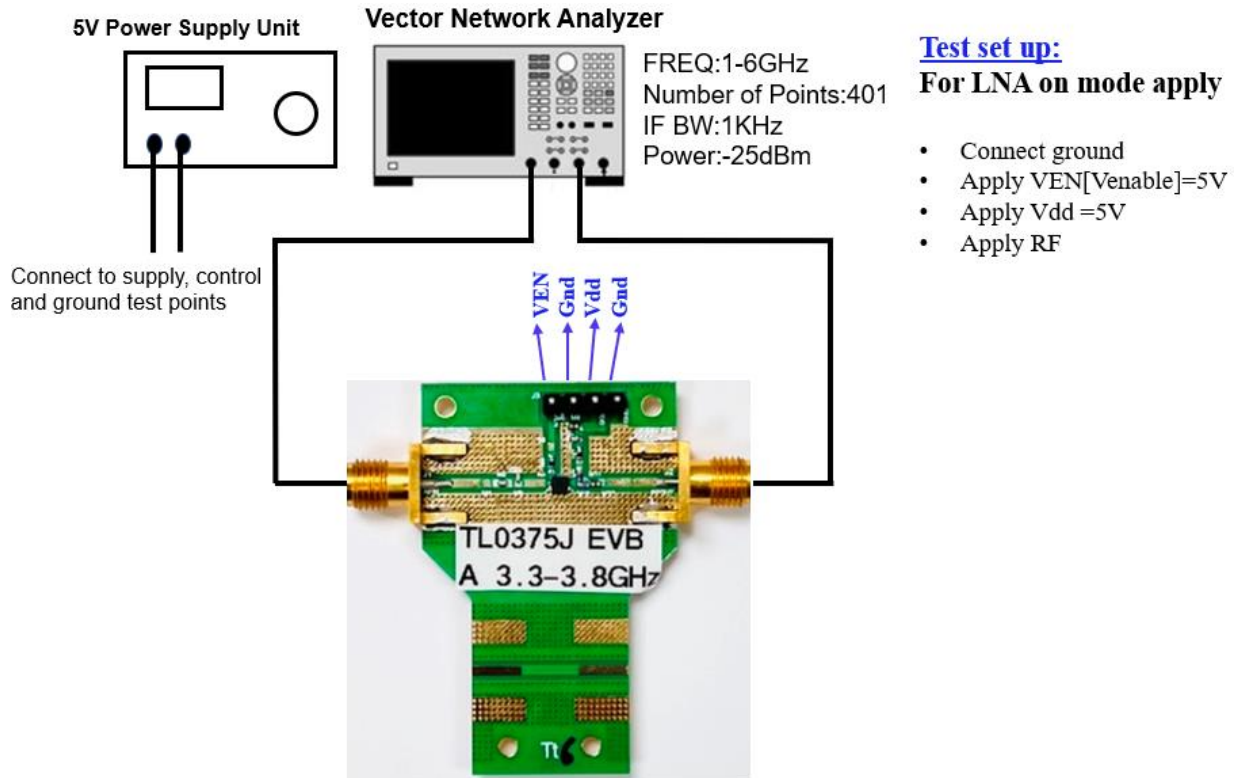 5V Power Supply Unit
Vector Network Analyzer
FREQ:1-6GHz
Number of Points:401
IF BW:1KHz
Power:-25dBm
Test set up:
For LNA on mode apply
• Connect ground
• Apply VEN[Venable]=5V
• Apply Vdd =5V
• Apply RF
Connect to supply, control
and ground test points
VEN
Gnd
Vdd
Gnd
TL0375J EVB
A 3.3-3.8GHz
Tt6